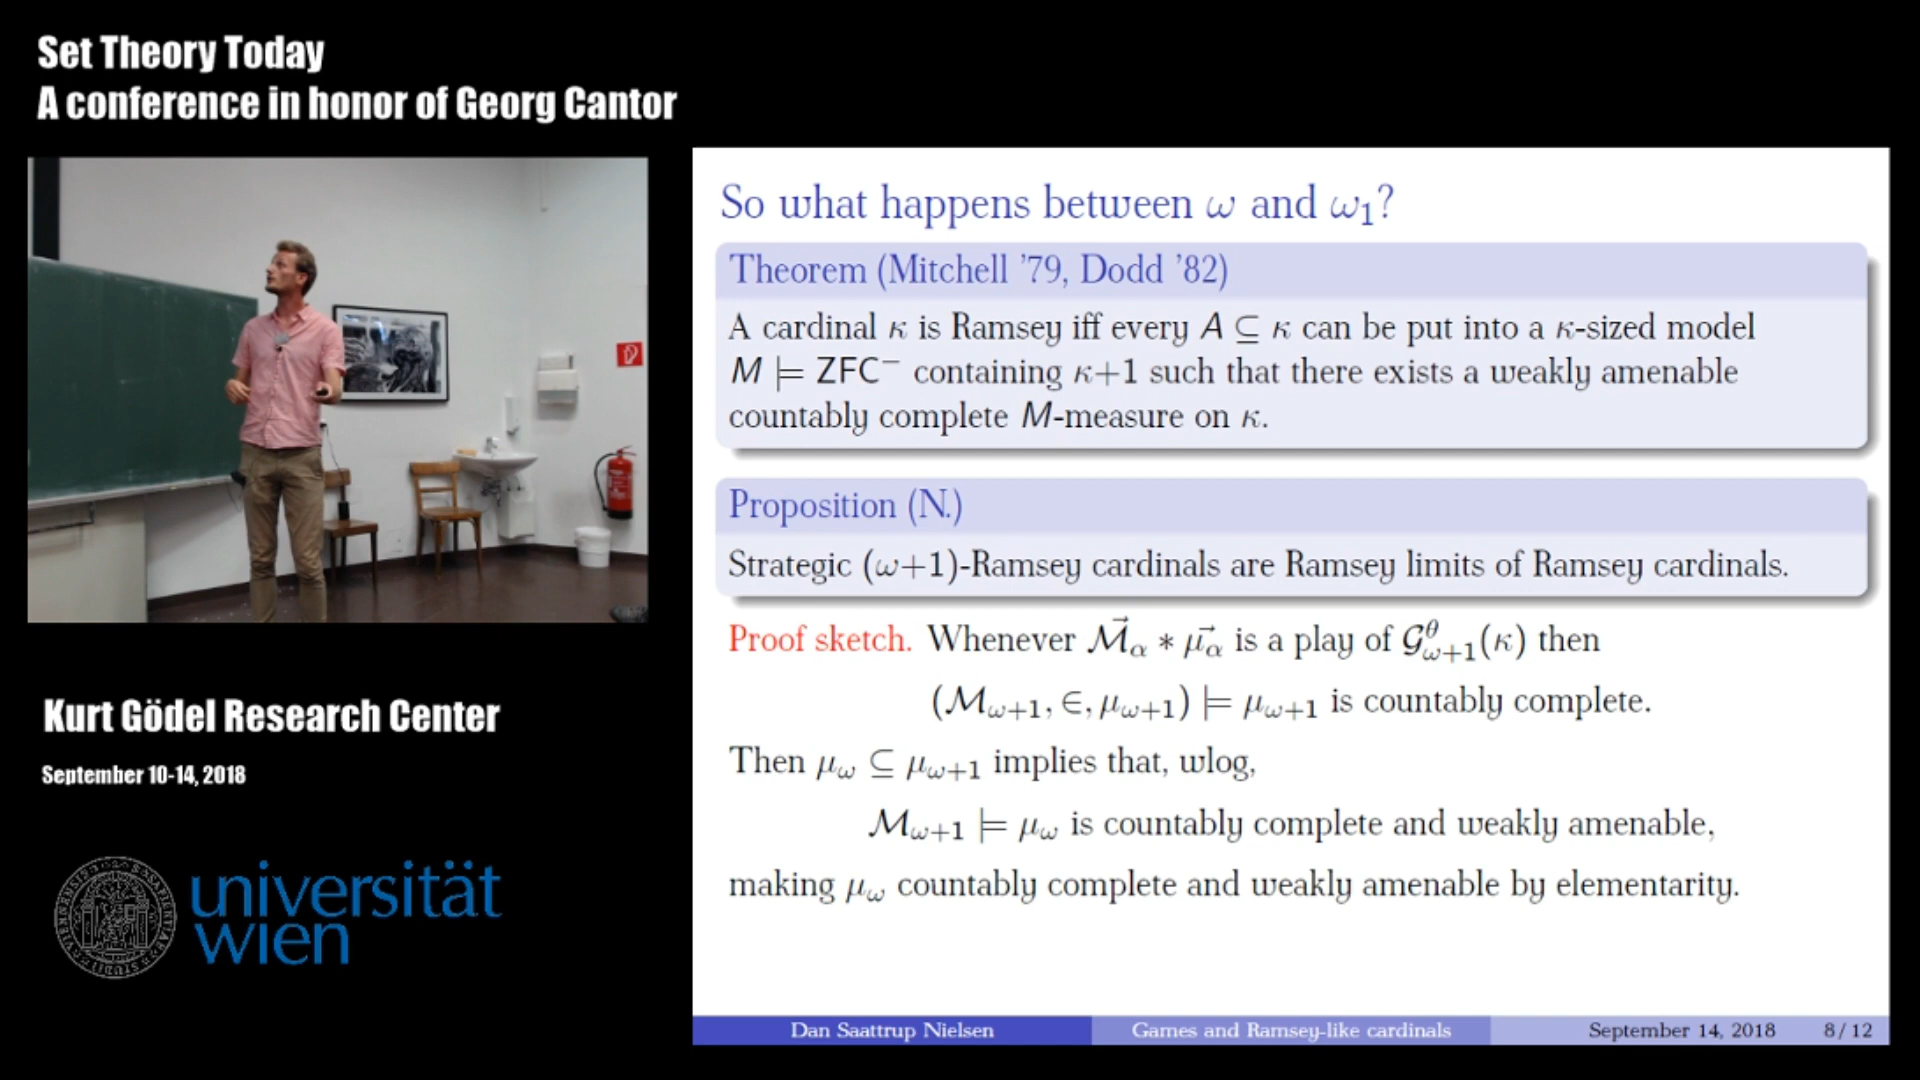 Set Theory Today
A conference in honor of Georg Cantor
So what happens between ω and ω₁?
Theorem (Mitchell '79, Dodd '82)
A cardinal κ is Ramsey iff every A ⊆ κ can be put into a κ-sized model
M ⊨ ZFC⁻ containing κ+1 such that there exists a weakly amenable
countably complete M-measure on κ.
Proposition (N.)
Strategic (ω+1)-Ramsey cardinals are Ramsey limits of Ramsey cardinals.
Proof sketch. Whenever \vec{ℳ}_α * \vec{μ_α} is a play of 𝒢^θ_{ω+1}(κ) then
(ℳ_{ω+1}, ∈, μ_{ω+1}) ⊨ μ_{ω+1} is countably complete.
Then μ_ω ⊆ μ_{ω+1} implies that, wlog,
ℳ_{ω+1} ⊨ μ_ω is countably complete and weakly amenable,
making μ_ω countably complete and weakly amenable by elementarity.
Dan Saattrup Nielsen Games and Ramsey-like cardinals September 14, 2018 8 / 12
Kurt Gödel Research Center
September 10-14, 2018
universität
wien